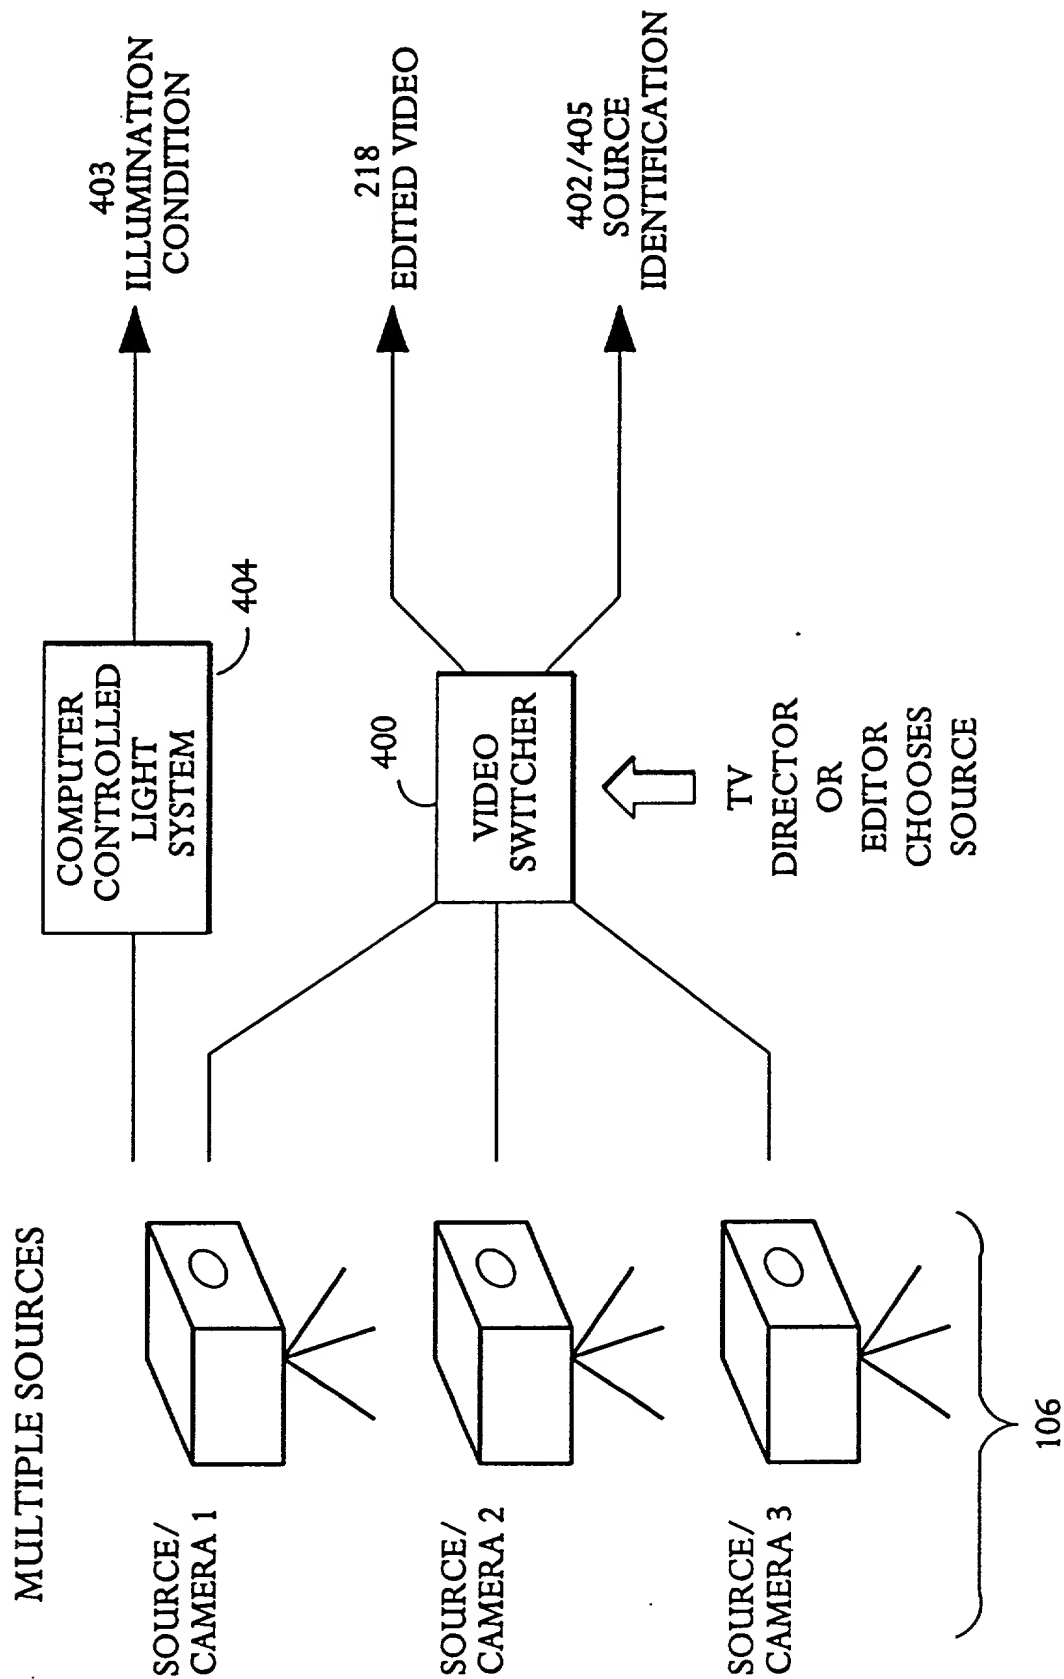 MULTIPLE SOURCES
SOURCE/
CAMERA 1
SOURCE/
CAMERA 2
SOURCE/
CAMERA 3
106
COMPUTER
CONTROLLED
LIGHT
SYSTEM
404
400
VIDEO
SWITCHER
TV
DIRECTOR
OR
EDITOR
CHOOSES
SOURCE
403
ILLUMINATION
CONDITION
218
EDITED VIDEO
402/405
SOURCE
IDENTIFICATION